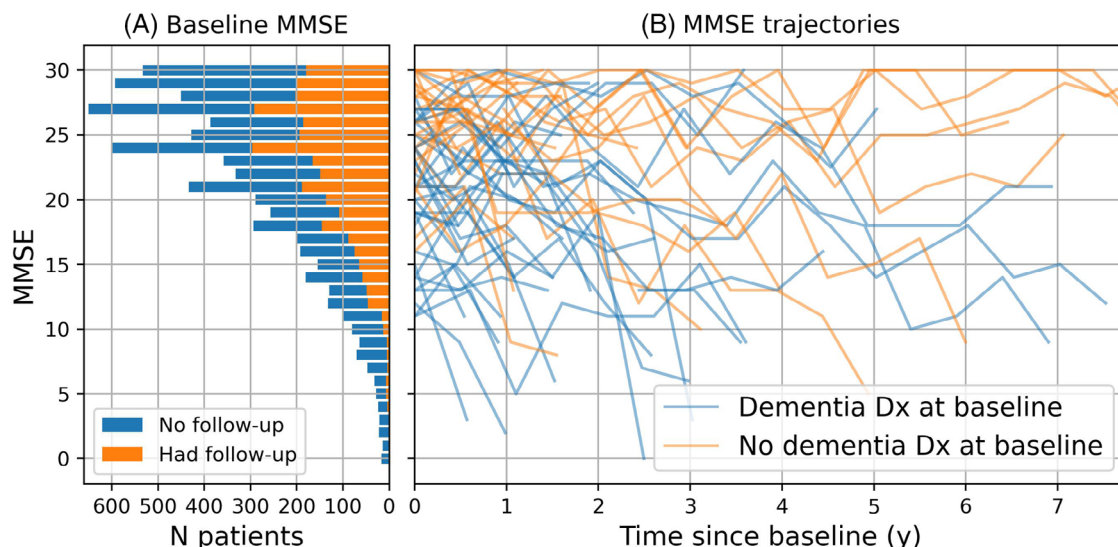 (A) Baseline MMSE
(B) MMSE trajectories
MMSE
30
25
20
15
10
5
0
No follow-up
Had follow-up
600 500 400 300 200 100 0
N patients
Dementia Dx at baseline
No dementia Dx at baseline
0 1 2 3 4 5 6 7
Time since baseline (y)